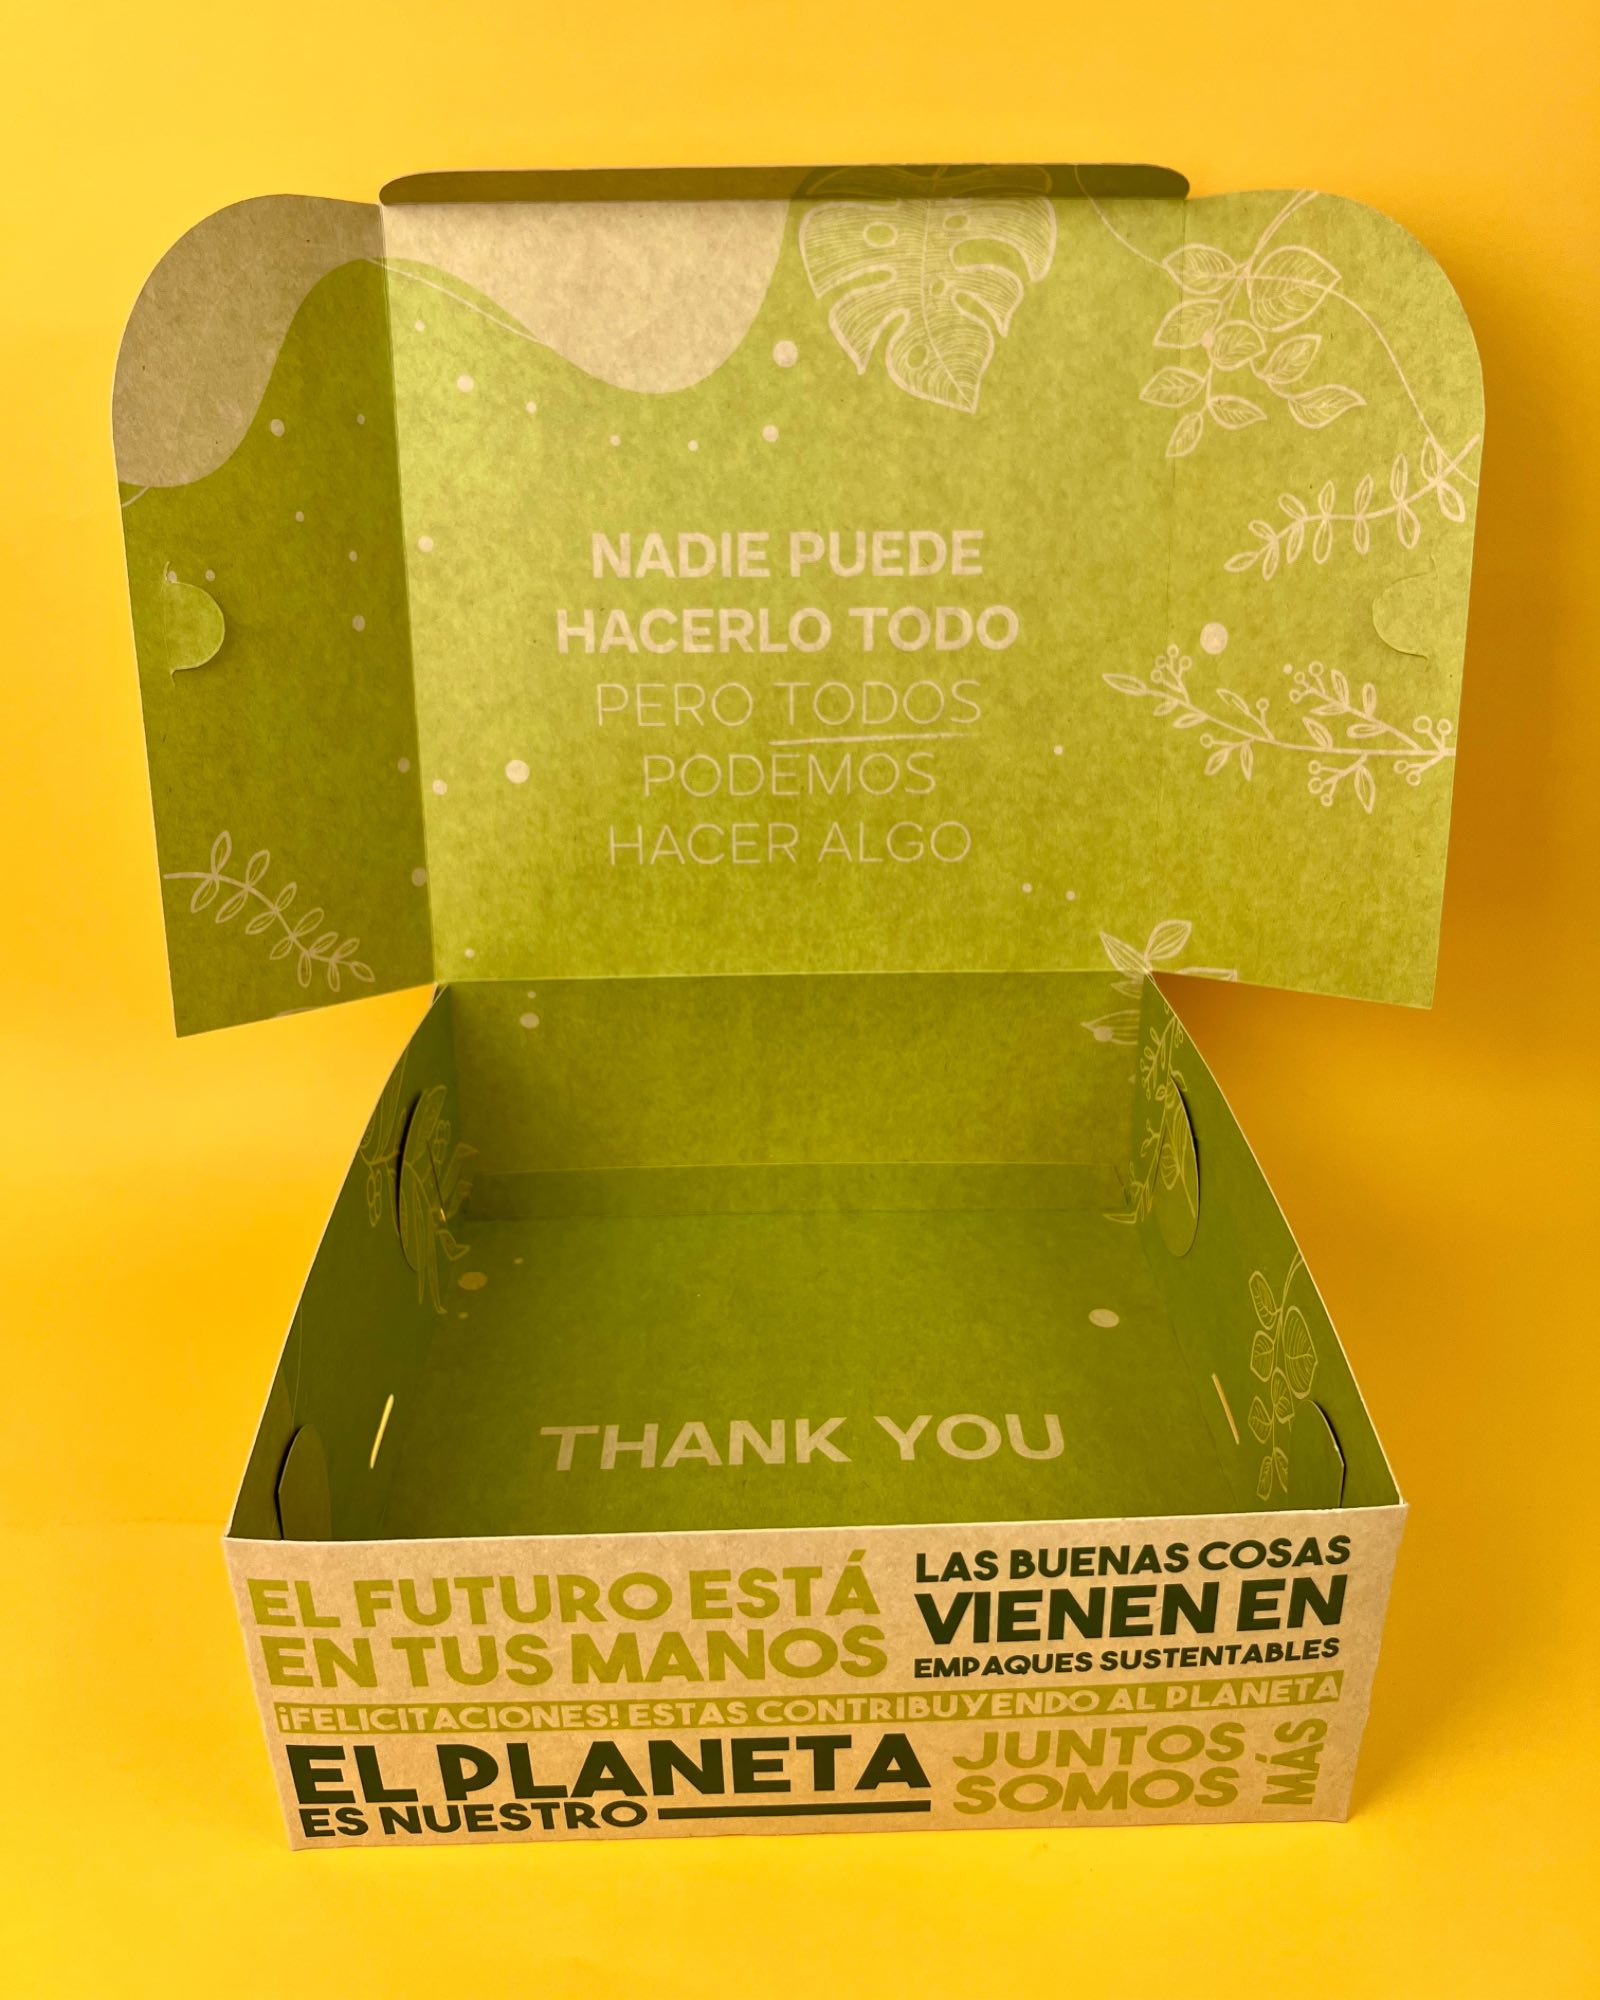 NADIE PUEDE
HACERLO TODO
PERO TODOS
PODEMOS
HACER ALGO
THANK YOU
EL FUTURO ESTÁ
EN TUS MANOS
LAS BUENAS COSAS
VIENEN EN
EMPAQUES SUSTENTABLES
¡FELICITACIONES! ESTAS CONTRIBUYENDO AL PLANETA
EL PLANETA
ES NUESTRO
JUNTOS
SOMOS
MÁS